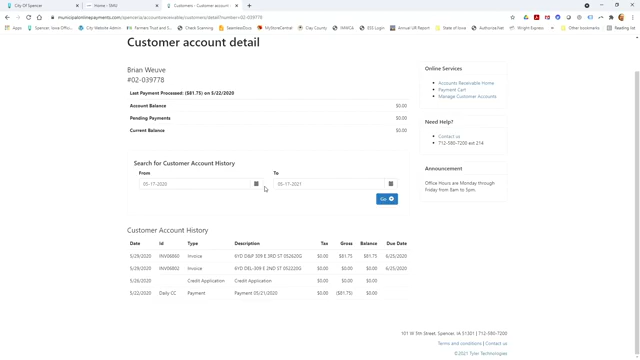 City Of Spencer
Home - SMU
Customers - Customer account de
municipalonlinepayments.com/spenceria/accountsreceivable/customers/detail?number=02-039778
Apps
Spencer, Iowa Official
City Website Admin
Farmers Trust and S
Check Scanning
SeamlessDocs
MyStoreCentral
Clay County
NAMCA
ESS Login
Annual UR Report
State of Iowa
Authorize.Net
Wright Express
Other bookmarks
Reading list
Customer account detail
Brian Weuve
#02-039778
Last Payment Processed: ($81.75) on 5/22/2020
Account Balance $0.00
Pending Payments $0.00
Current Balance $0.00
Search for Customer Account History
From To
05-17-2020 05-17-2021
Go
Customer Account History
Date Id Type Description Tax Gross Balance Due Date
5/29/2020 INV06860 Invoice 6YD D&P 309 E 3RD ST 052620G $0.00 $81.75 $81.75 6/25/2020
5/29/2020 INV06802 Invoice 6YD DEL-309 E 2ND ST 052220G $0.00 $0.00 $0.00 6/25/2020
5/26/2020 Credit Application Credit Application $0.00 $0.00 $0.00
5/22/2020 Daily CC Payment Payment 05/21/2020 $0.00 ($81.75) $0.00
Online Services
Accounts Receivable Home
Payment Cart
Manage Customer Accounts
Need Help?
Contact us
712-580-7200 ext 214
Announcement
Office Hours are Monday through
Friday from 8am to 5pm.
101 W 5th Street, Spencer, IA 51301 | 712-580-7200
Terms and conditions | Contact us
©2021 Tyler Technologies